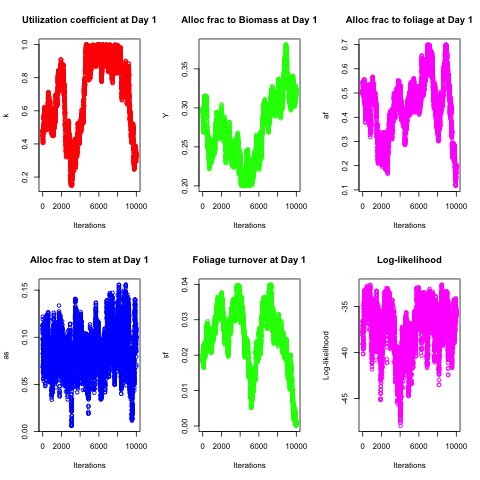 Utilization coefficient at Day 1
k
0.2 0.4 0.6 0.8 1.0
0 2000 6000 10000
Iterations
Alloc frac to Biomass at Day 1
Y
0.20 0.25 0.30 0.35
0 2000 6000 10000
Iterations
Alloc frac to foliage at Day 1
af
0.1 0.2 0.3 0.4 0.5 0.6 0.7
0 2000 6000 10000
Iterations
Alloc frac to stem at Day 1
as
0.00 0.05 0.10 0.15
0 2000 6000 10000
Iterations
Foliage turnover at Day 1
sf
0.00 0.01 0.02 0.03 0.04
0 2000 6000 10000
Iterations
Log-likelihood
Log-likelihood
-45 -40 -35
0 2000 6000 10000
Iterations